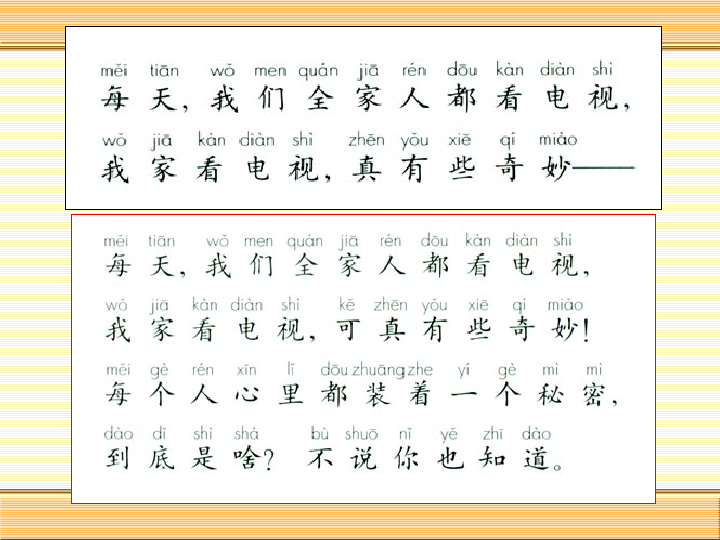 měi tiān wǒ men quán jiā rén dōu kàn diàn shì
每天，我们全家人都看电视，
wǒ jiā kàn diàn shì zhēn yǒu xiē qí miào
我家看电视，真有些奇妙——
měi tiān wǒ men quán jiā rén dōu kàn diàn shì
每天，我们全家人都看电视，
wǒ jiā kàn diàn shì kě zhēn yǒu xiē qí miào
我家看电视，可真有些奇妙！
měi gè rén xīn lǐ dōu zhuāng zhe yí gè mì mì
每个人心里都装着一个秘密，
dào dǐ shì shá bù shuō nǐ yě zhī dào
到底是啥？不说你也知道。